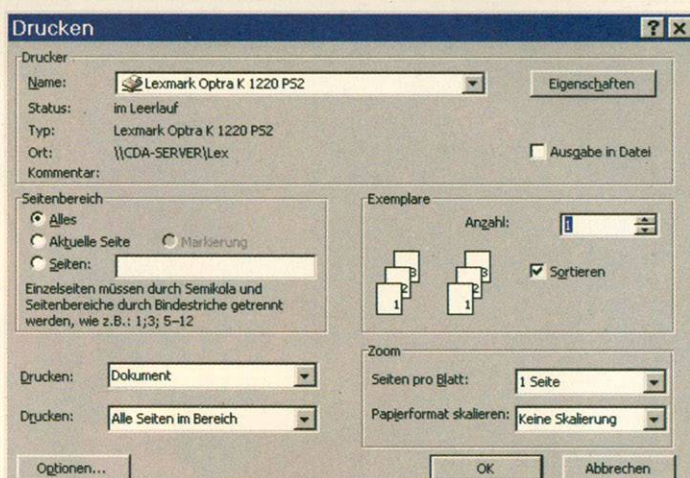 Drucken
Drucker
Name: Lexmark Optra K 1220 PS2 Eigenschaften
Status: im Leerlauf
Typ: Lexmark Optra K 1220 PS2
Ort: \\CDA-SERVER\Lex Ausgabe in Datei
Kommentar:
Seitenbereich
Alles
Aktuelle Seite Markierung
Seiten:
Einzelseiten müssen durch Semikola und
Seitenbereiche durch Bindestriche getrennt
werden, wie z.B.: 1;3; 5–12
Exemplare
Anzahl: 1
3 3
2 2
1 1
Sortieren
Drucken: Dokument
Drucken: Alle Seiten im Bereich
Zoom
Seiten pro Blatt: 1 Seite
Papierformat skalieren: Keine Skalierung
Optionen... OK Abbrechen